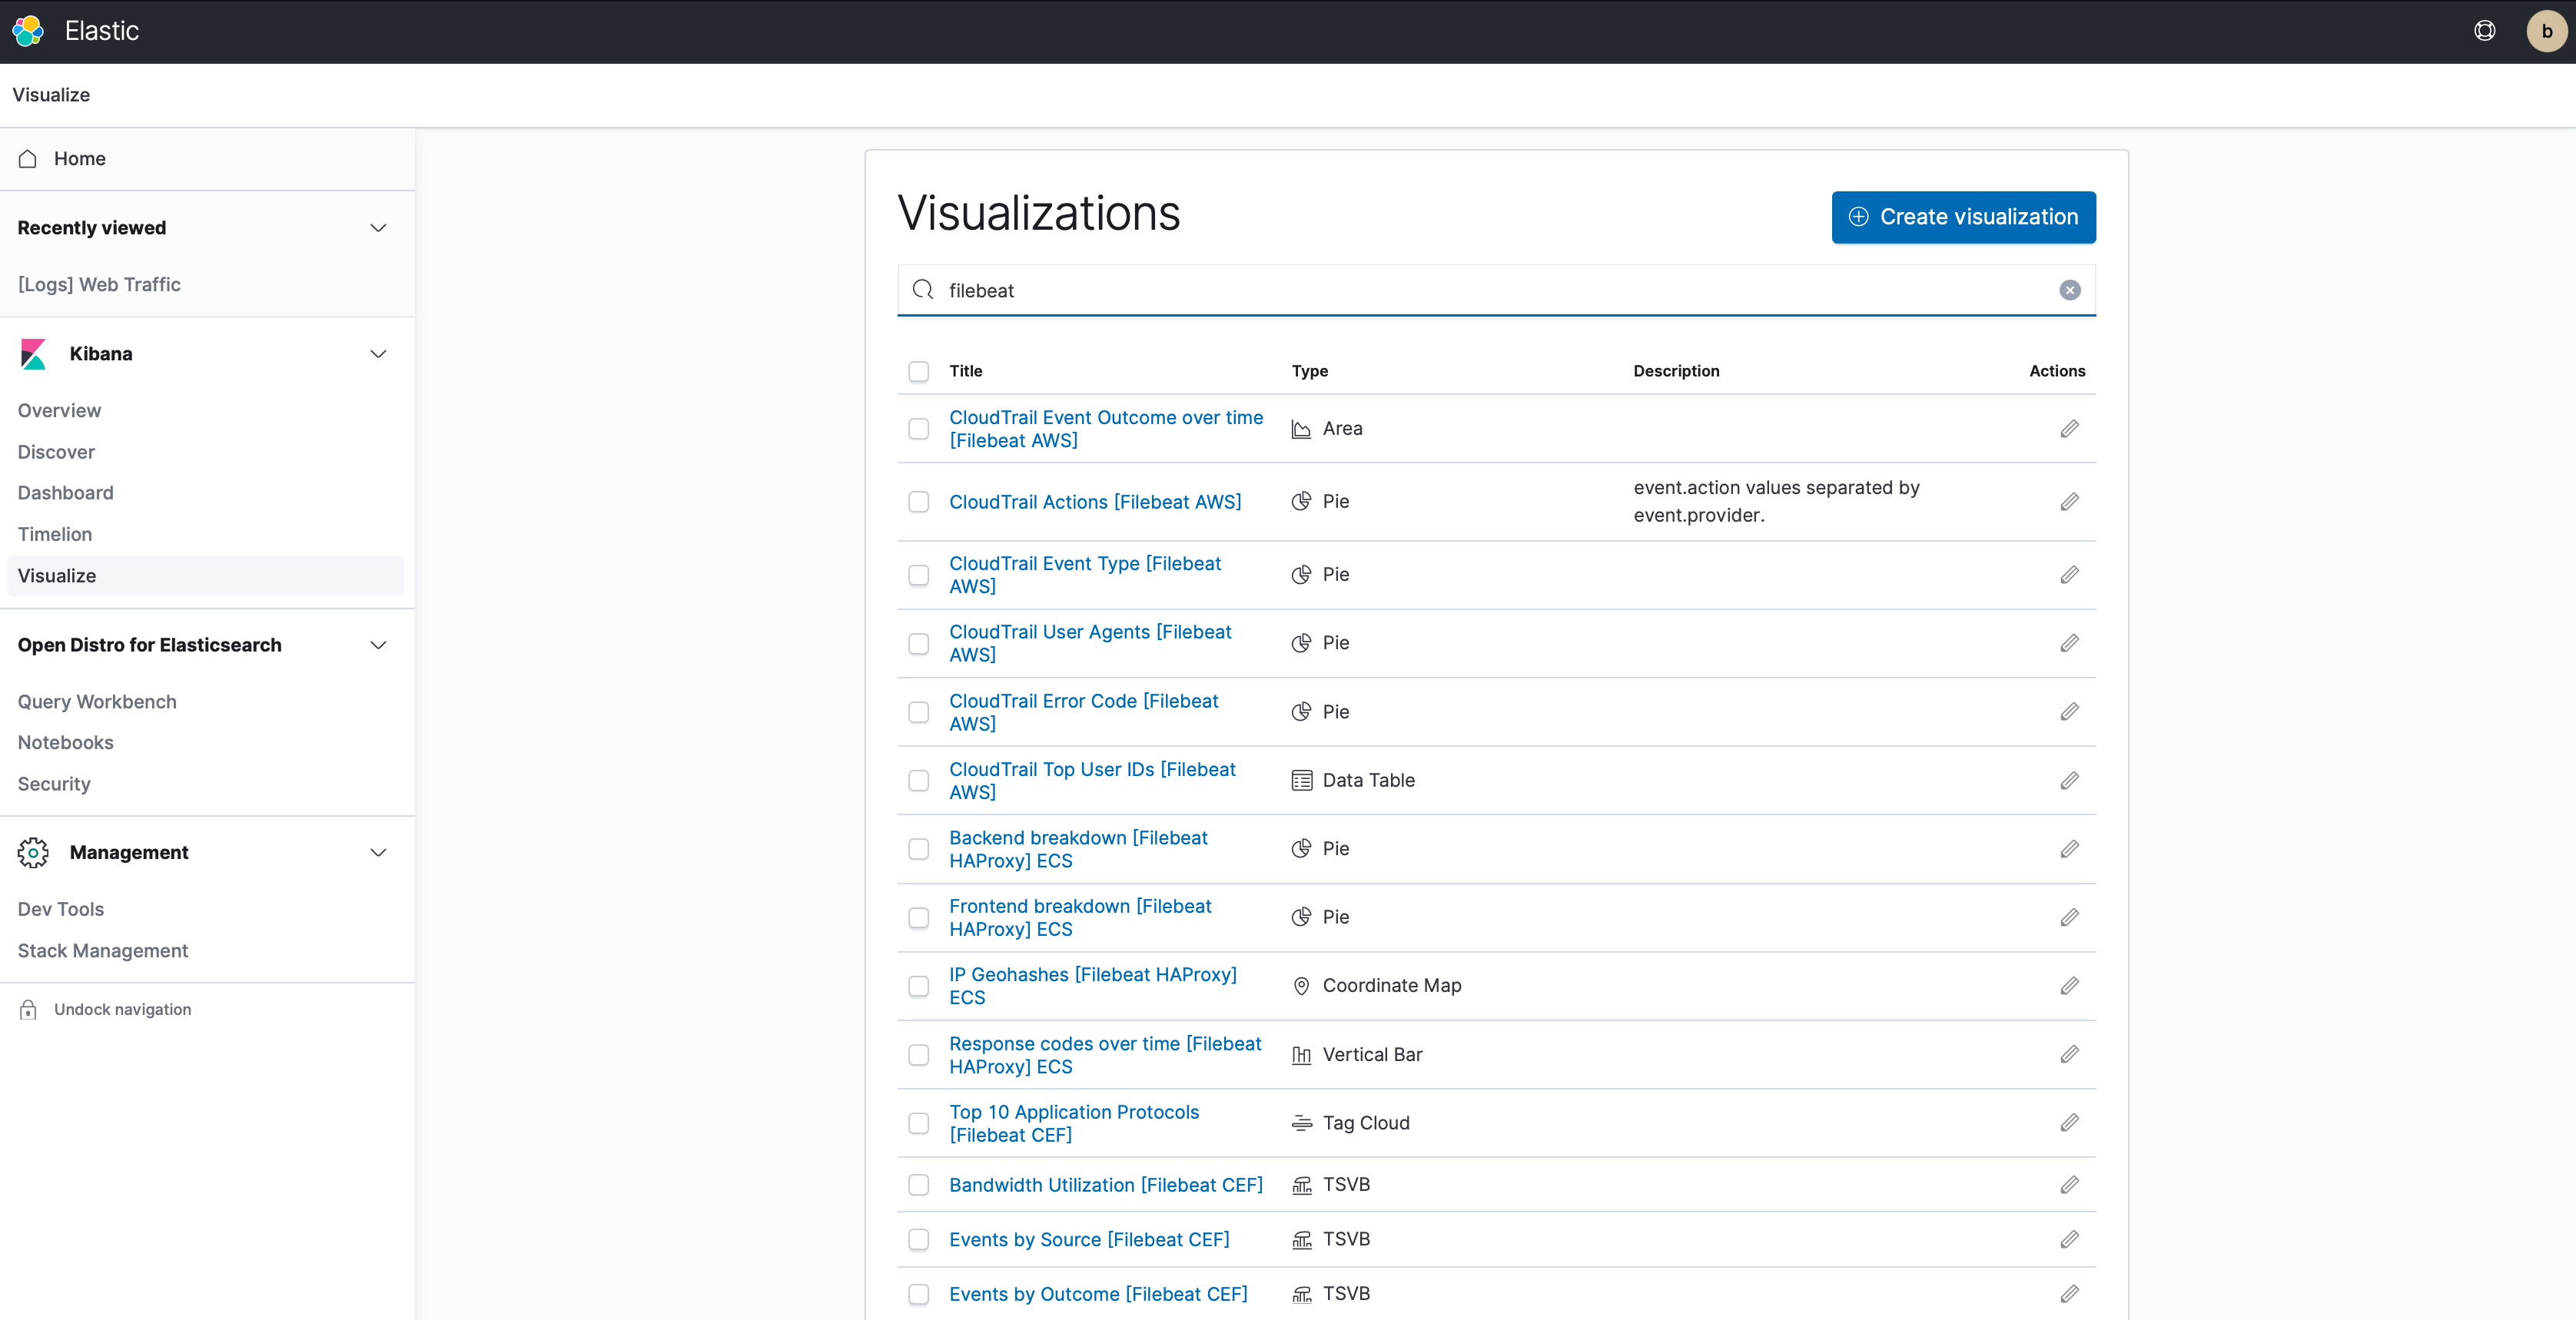 Elastic
b
Visualize
Home
Recently viewed
[Logs] Web Traffic
Kibana
Overview
Discover
Dashboard
Timelion
Visualize
Open Distro for Elasticsearch
Query Workbench
Notebooks
Security
Management
Dev Tools
Stack Management
Undock navigation
Visualizations
Create visualization
filebeat
Title Type Description Actions
CloudTrail Event Outcome over time
[Filebeat AWS]
Area
CloudTrail Actions [Filebeat AWS]
Pie
event.action values separated by
event.provider.
CloudTrail Event Type [Filebeat
AWS]
Pie
CloudTrail User Agents [Filebeat
AWS]
Pie
CloudTrail Error Code [Filebeat
AWS]
Pie
CloudTrail Top User IDs [Filebeat
AWS]
Data Table
Backend breakdown [Filebeat
HAProxy] ECS
Pie
Frontend breakdown [Filebeat
HAProxy] ECS
Pie
IP Geohashes [Filebeat HAProxy]
ECS
Coordinate Map
Response codes over time [Filebeat
HAProxy] ECS
Vertical Bar
Top 10 Application Protocols
[Filebeat CEF]
Tag Cloud
Bandwidth Utilization [Filebeat CEF]
TSVB
Events by Source [Filebeat CEF]
TSVB
Events by Outcome [Filebeat CEF]
TSVB